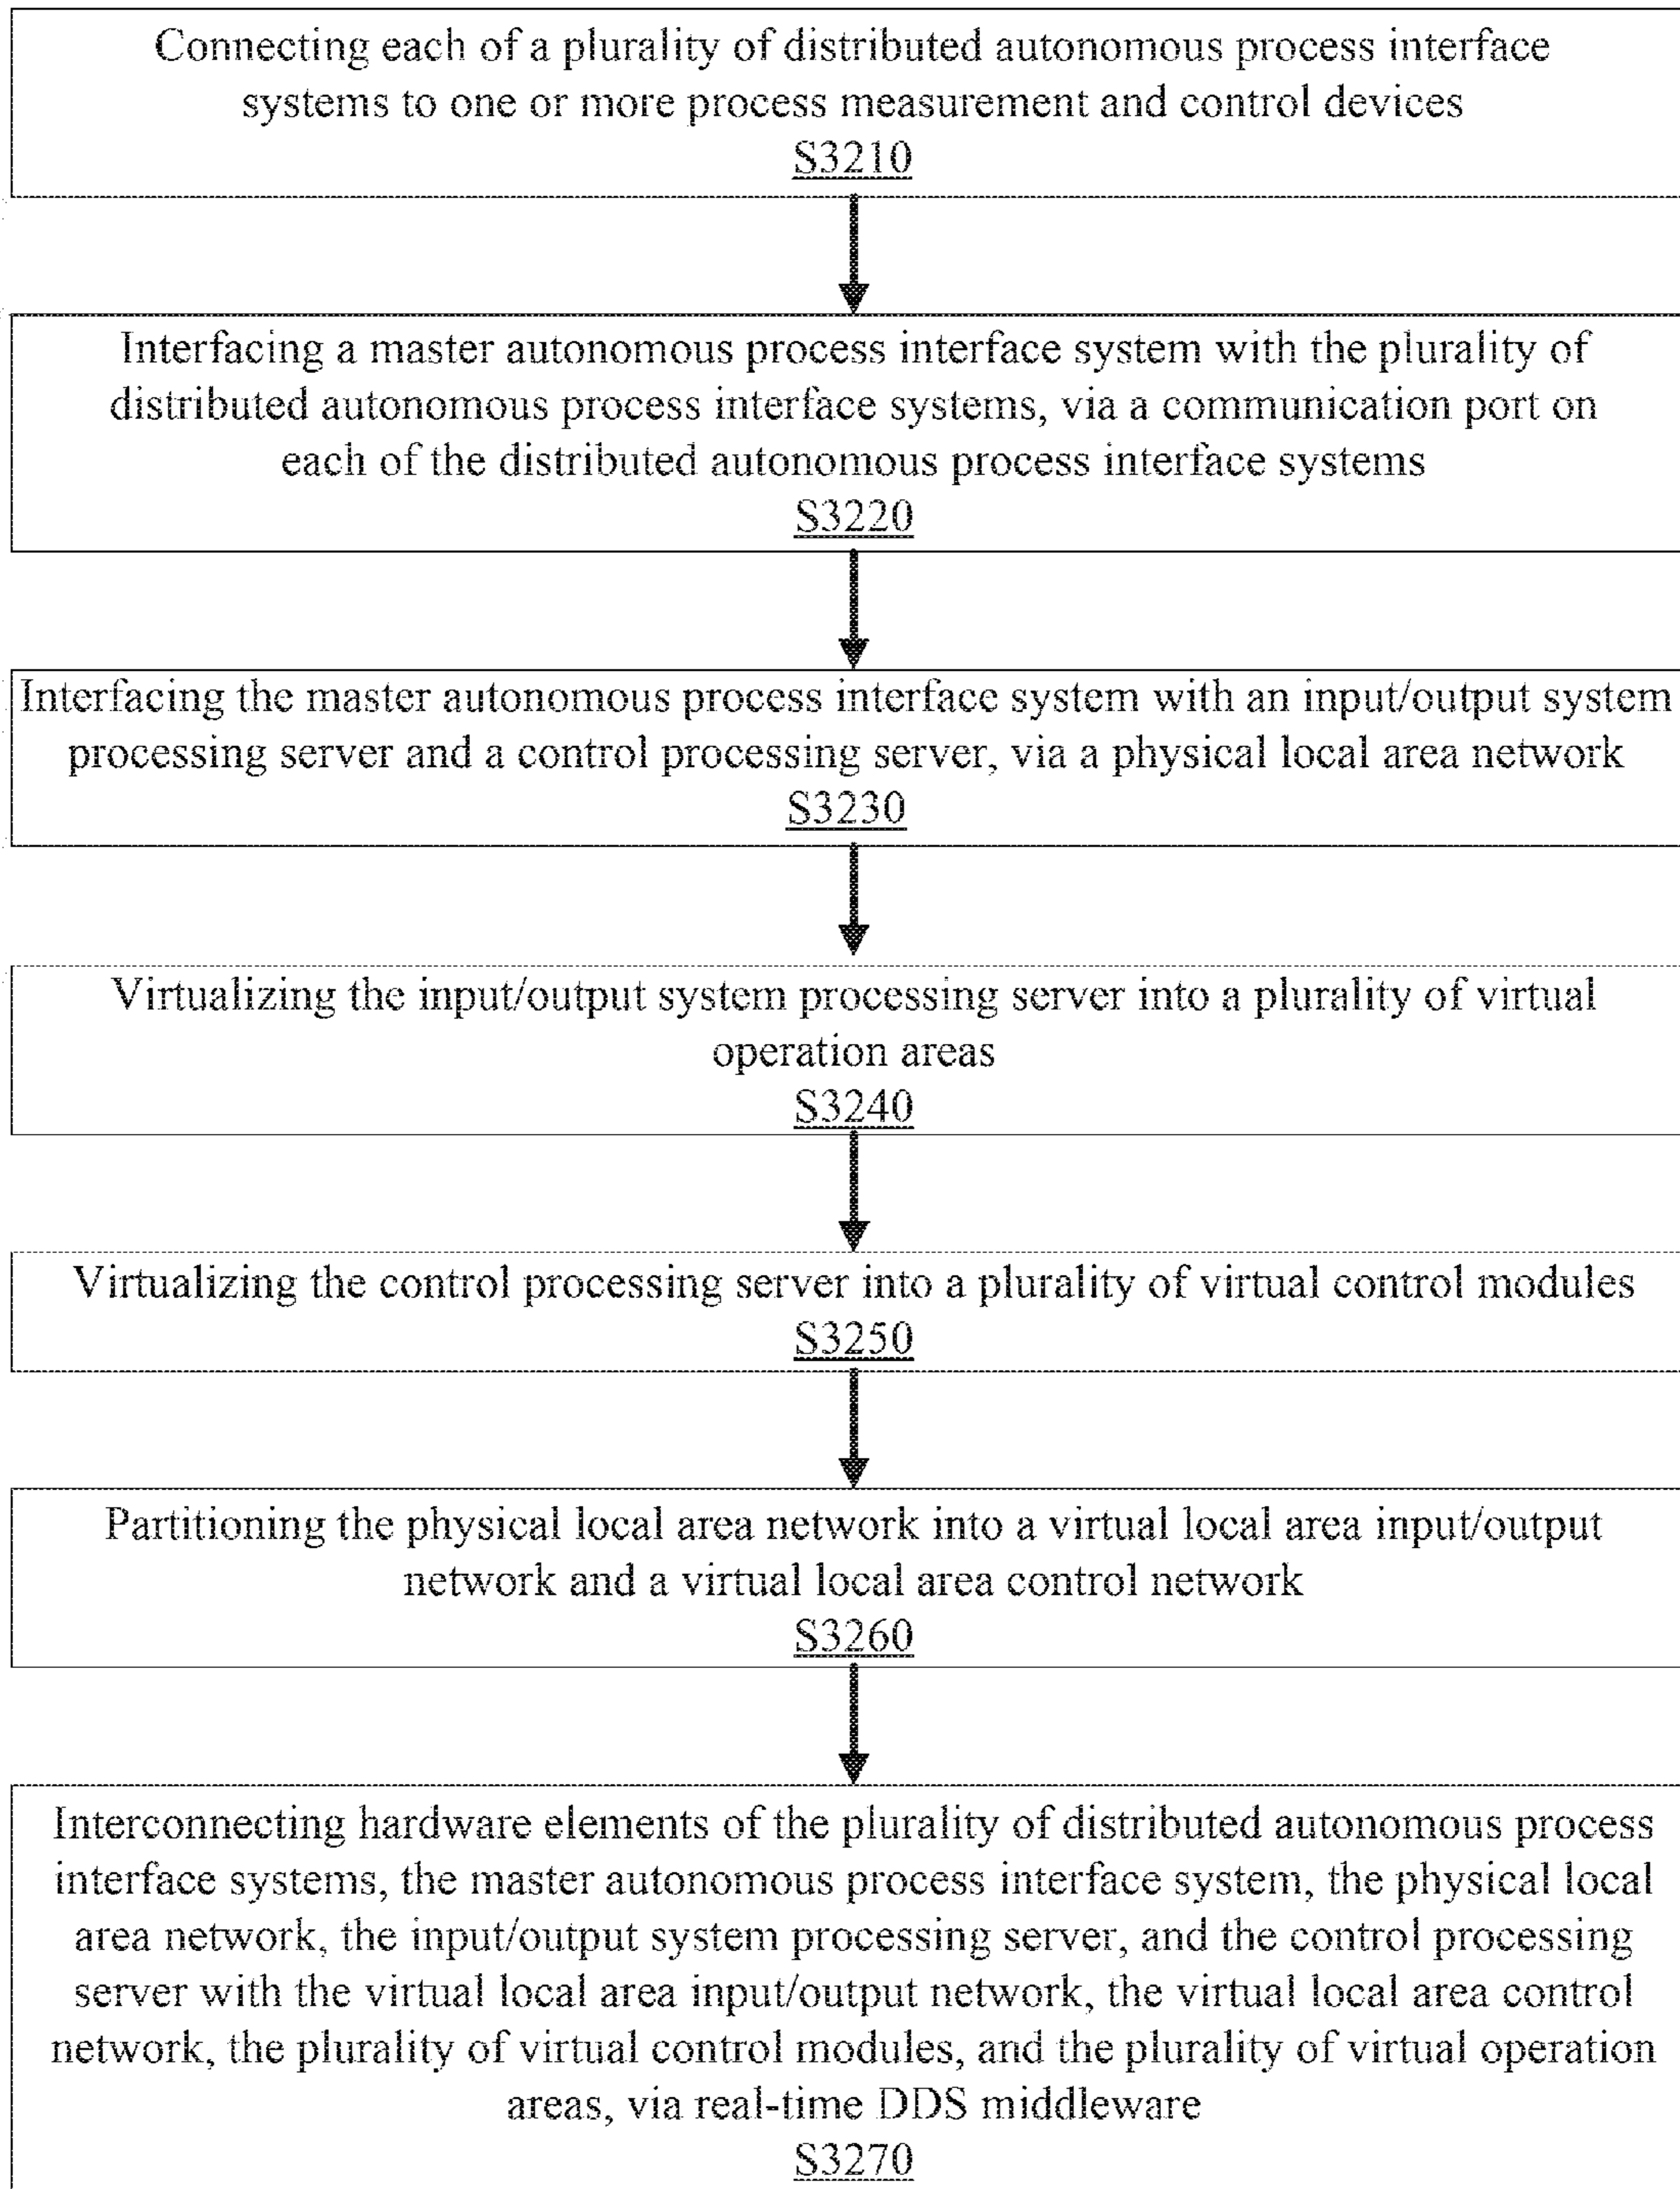 Connecting each of a plurality of distributed autonomous process interface
systems to one or more process measurement and control devices
S3210
Interfacing a master autonomous process interface system with the plurality of
distributed autonomous process interface systems, via a communication port on
each of the distributed autonomous process interface systems
S3220
Interfacing the master autonomous process interface system with an input/output system
processing server and a control processing server, via a physical local area network
S3230
Virtualizing the input/output system processing server into a plurality of virtual
operation areas
S3240
Virtualizing the control processing server into a plurality of virtual control modules
S3250
Partitioning the physical local area network into a virtual local area input/output
network and a virtual local area control network
S3260
Interconnecting hardware elements of the plurality of distributed autonomous process
interface systems, the master autonomous process interface system, the physical local
area network, the input/output system processing server, and the control processing
server with the virtual local area input/output network, the virtual local area control
network, the plurality of virtual control modules, and the plurality of virtual operation
areas, via real-time DDS middleware
S3270